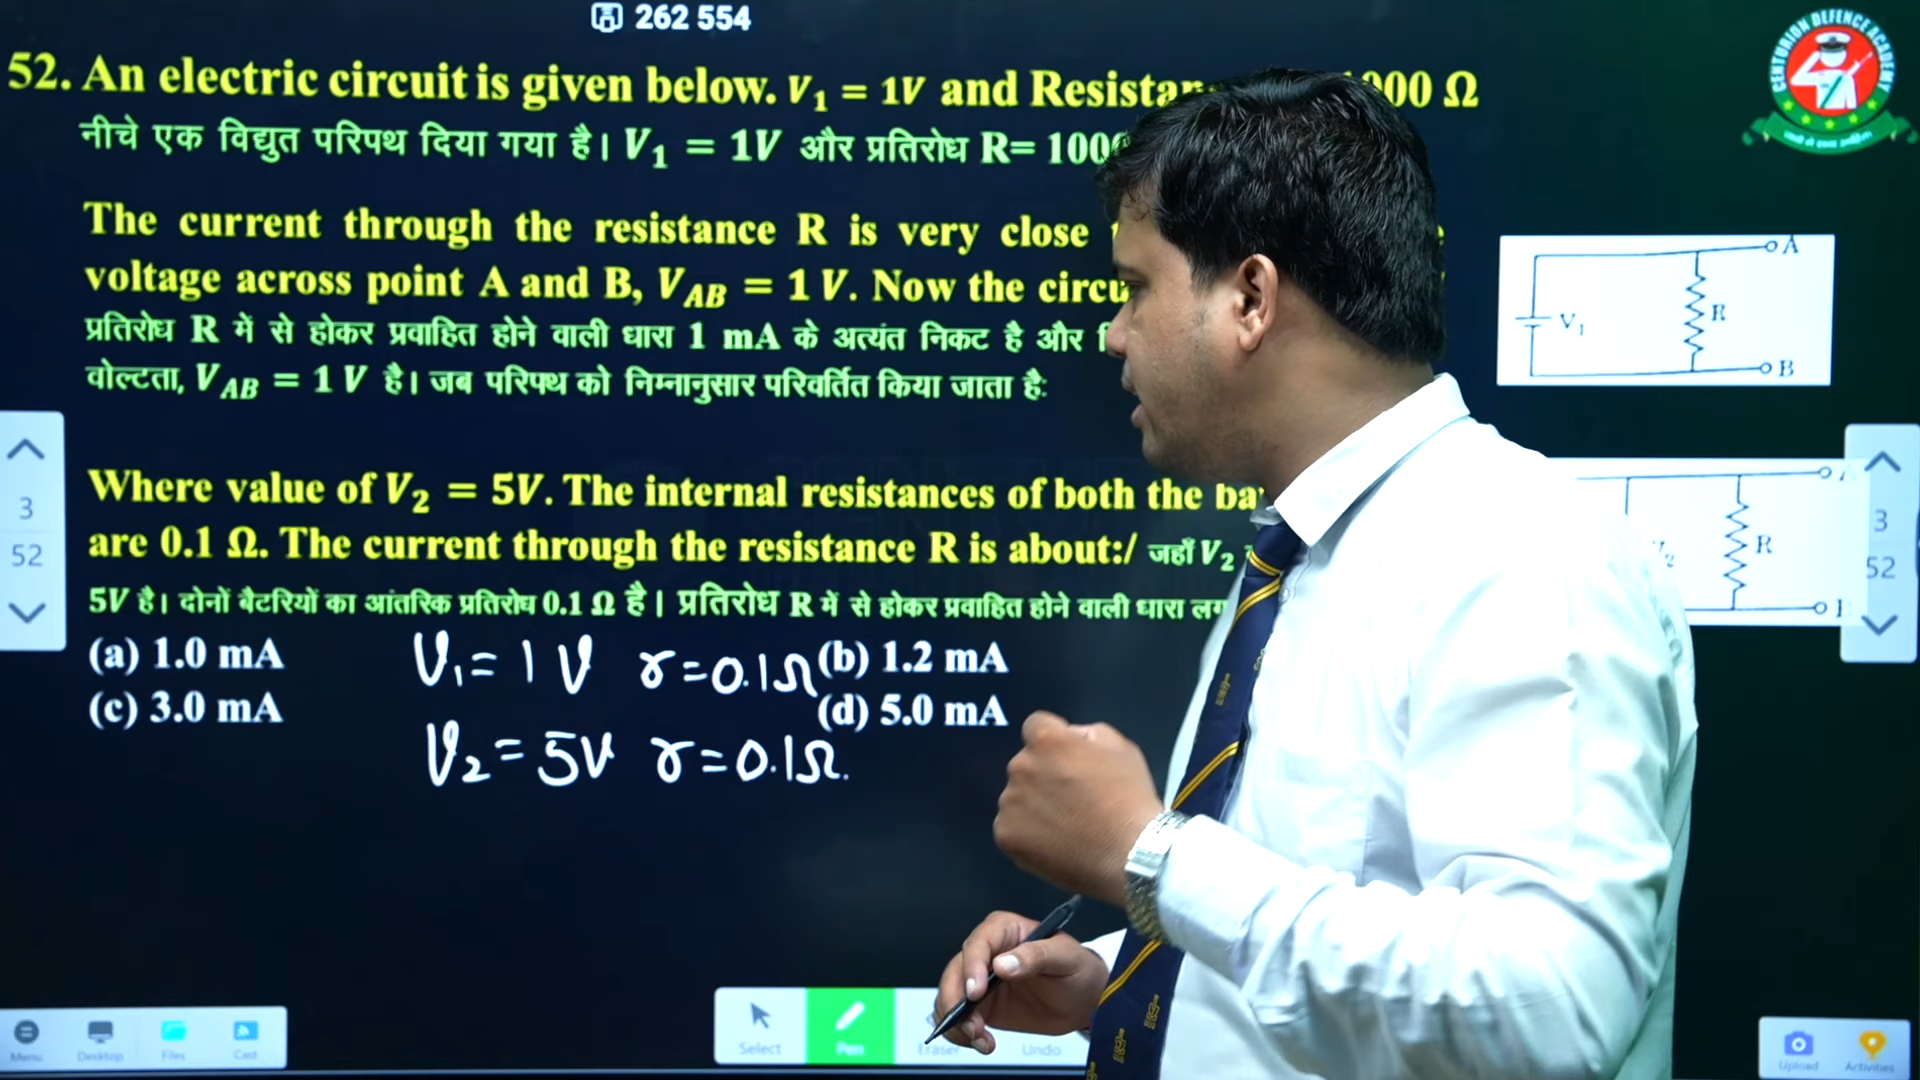 262 554
52. An electric circuit is given below. V₁ = 1V and 000 Ω
नीचे एक विद्युत परिपथ दिया गया है। V₁ = 1V और प्रतिरोध R= 100
The current through the resistance R is very close
voltage across point A and B, V_AB = 1 V. Now the
प्रतिरोध R में से होकर प्रवाहित होने वाली धारा 1 mA के अत्यंत निकट है और
वोल्टता, V_AB = 1 V है। जब परिपथ को निम्नानुसार परिवर्तित किया जाता है:
A
V₁
R
B
Where value of V₂ = 5V. The internal resistances of both the
are 0.1 Ω. The current through the resistance R is about:/ जहाँ V₂
5V है। दोनों बैटरियों का आंतरिक प्रतिरोध 0.1 Ω है। प्रतिरोध R में से होकर प्रवाहित होने वाली धारा
R
(a) 1.0 mA
(b) 1.2 mA
(c) 3.0 mA
(d) 5.0 mA
V₁ = 1 V r = 0.1Ω
V₂ = 5V r = 0.1Ω.
3
52
3
52
Menu Desktop Files Cast
Select Pen Eraser Undo
Upload Activities
CENTURION DEFENCE ACADEMY